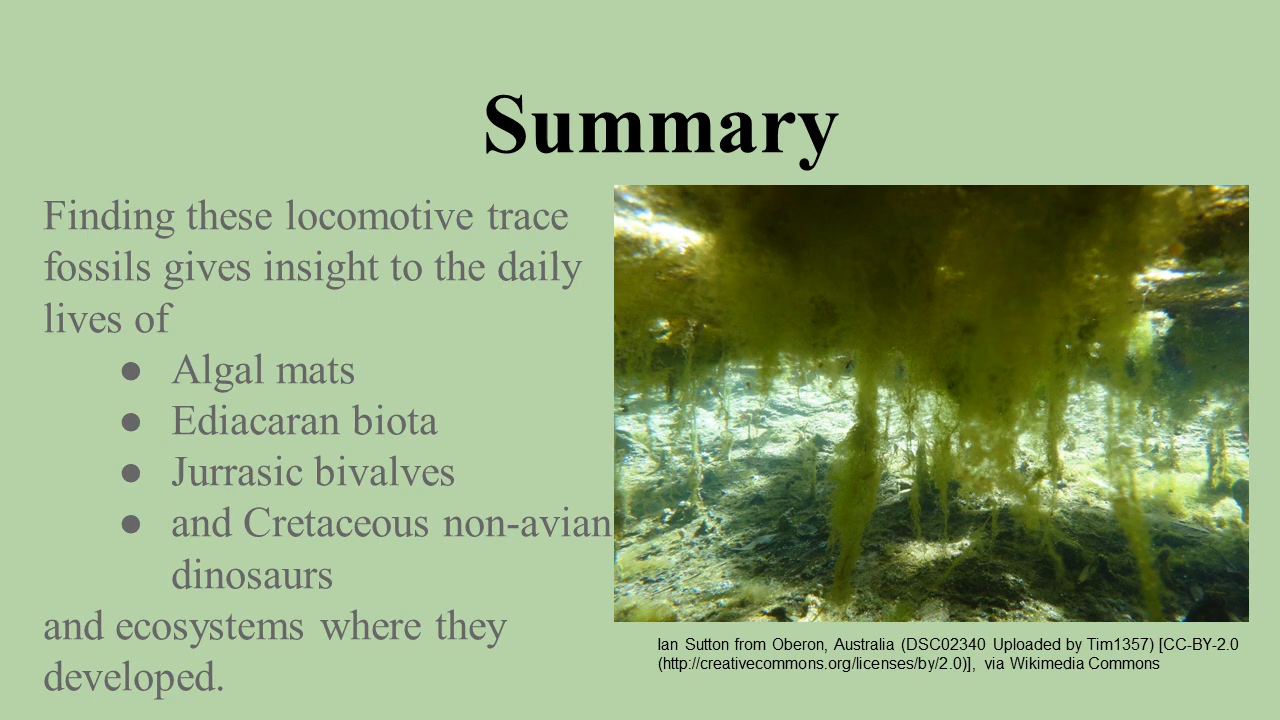 Summary
Finding these locomotive trace
fossils gives insight to the daily
lives of
● Algal mats
● Ediacaran biota
● Jurrasic bivalves
● and Cretaceous non-avian
dinosaurs
and ecosystems where they
developed.
Ian Sutton from Oberon, Australia (DSC02340 Uploaded by Tim1357) [CC-BY-2.0
(http://creativecommons.org/licenses/by/2.0)], via Wikimedia Commons